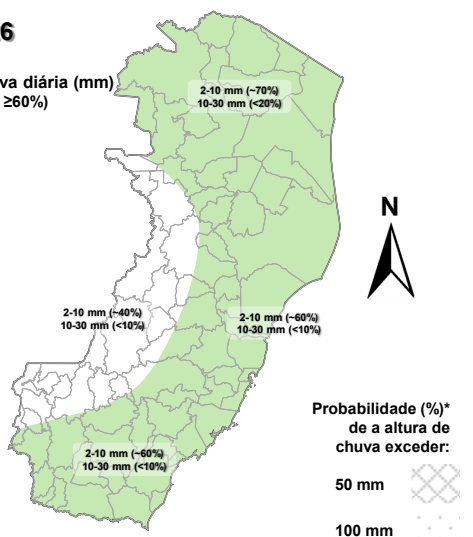 6
va diária (mm)
≥60%)
2-10 mm (~70%)
10-30 mm (<20%)
N
2-10 mm (~40%)
10-30 mm (<10%)
2-10 mm (~60%)
10-30 mm (<10%)
2-10 mm (~60%)
10-30 mm (<10%)
Probabilidade (%)*
de a altura de
chuva exceder:
50 mm
100 mm